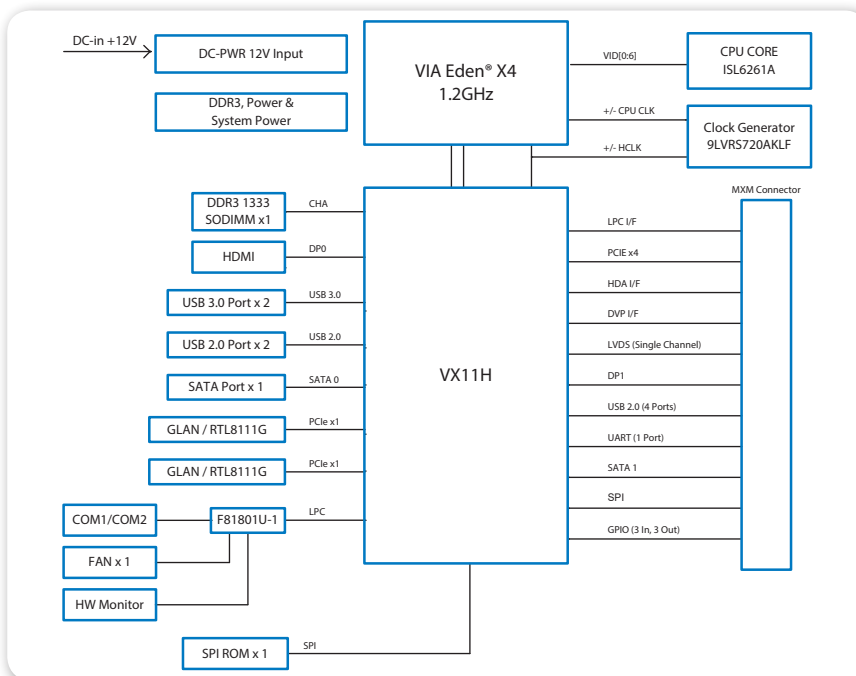 DC-in +12V
DC-PWR 12V Input
DDR3, Power &
System Power
VIA Eden® X4
1.2GHz
VID[0:6]
CPU CORE
ISL6261A
+/- CPU CLK
+/- HCLK
Clock Generator
9LVRS720AKLF
MXM Connector
DDR3 1333
SODIMM x1
CHA
HDMI
DP0
USB 3.0 Port x 2
USB 3.0
USB 2.0 Port x 2
USB 2.0
SATA Port x 1
SATA 0
GLAN / RTL8111G
PCIe x1
GLAN / RTL8111G
PCIe x1
COM1/COM2
F81801U-1
LPC
FAN x 1
HW Monitor
SPI ROM x 1
SPI
VX11H
LPC I/F
PCIE x4
HDA I/F
DVP I/F
LVDS (Single Channel)
DP1
USB 2.0 (4 Ports)
UART (1 Port)
SATA 1
SPI
GPIO (3 In, 3 Out)